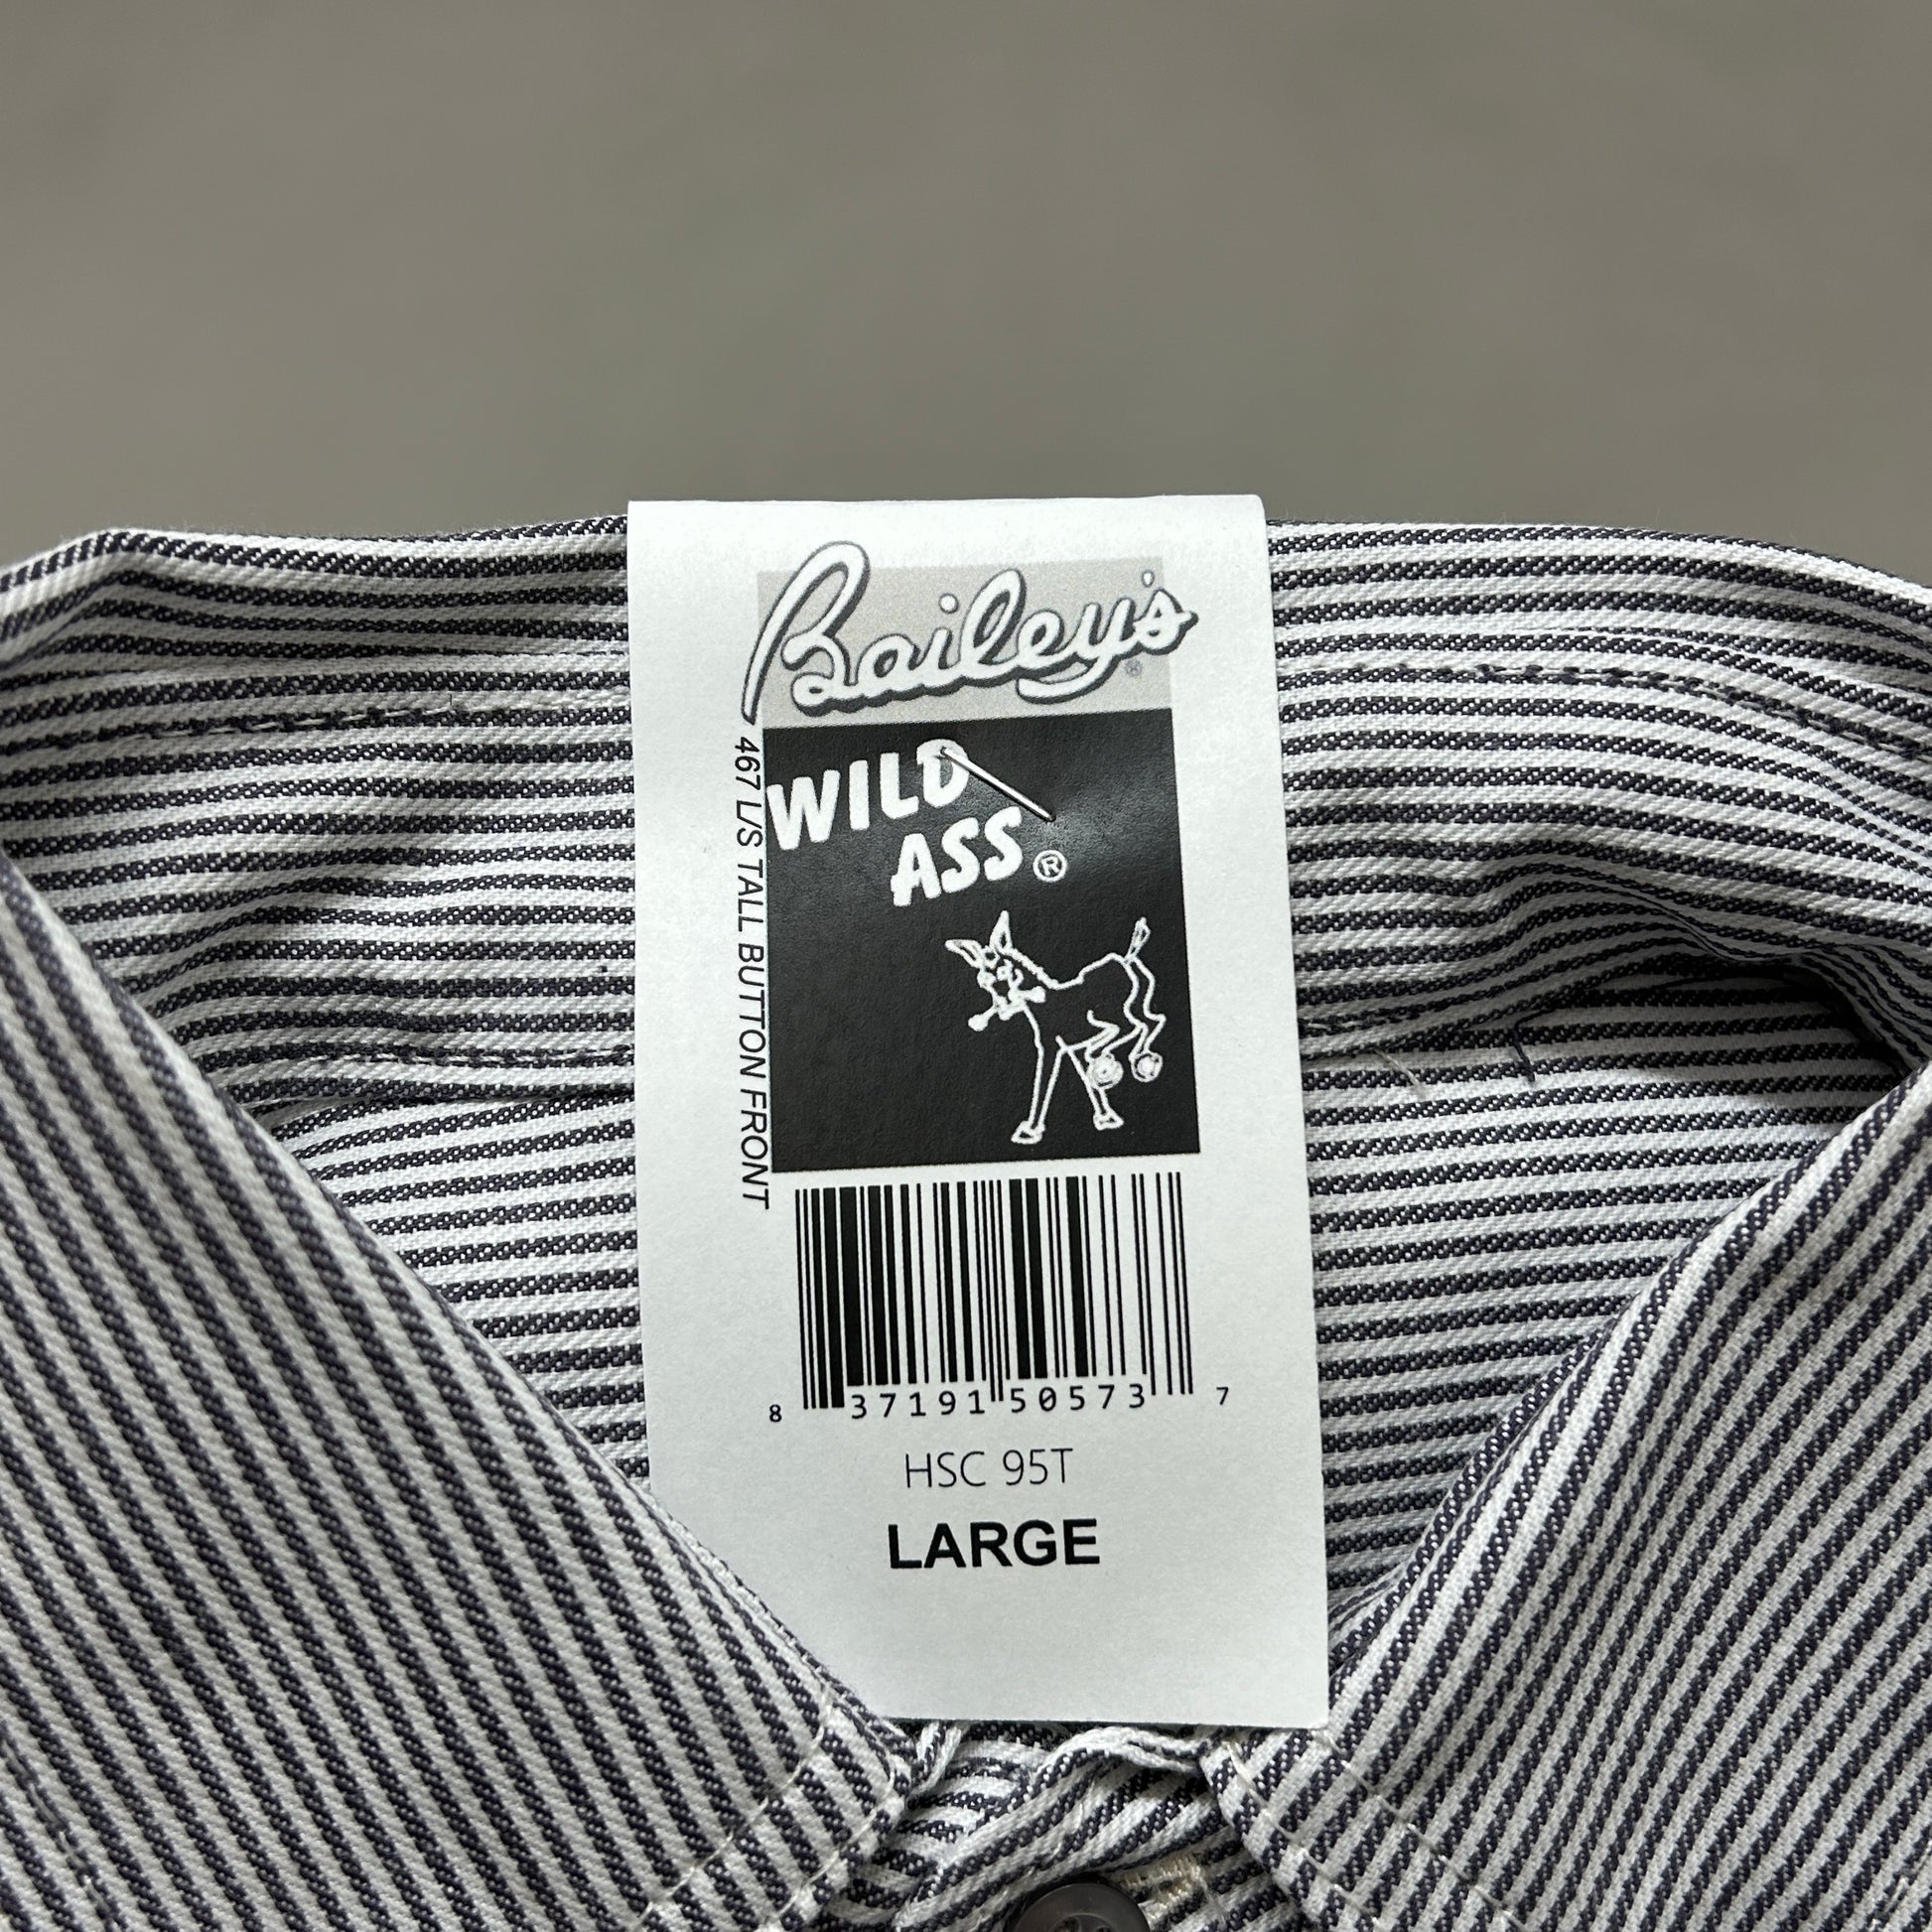 Bailey's®
WILD
ASS®
467 L/S TALL BUTTON FRONT
8 37191 50573 7
HSC 95T
LARGE